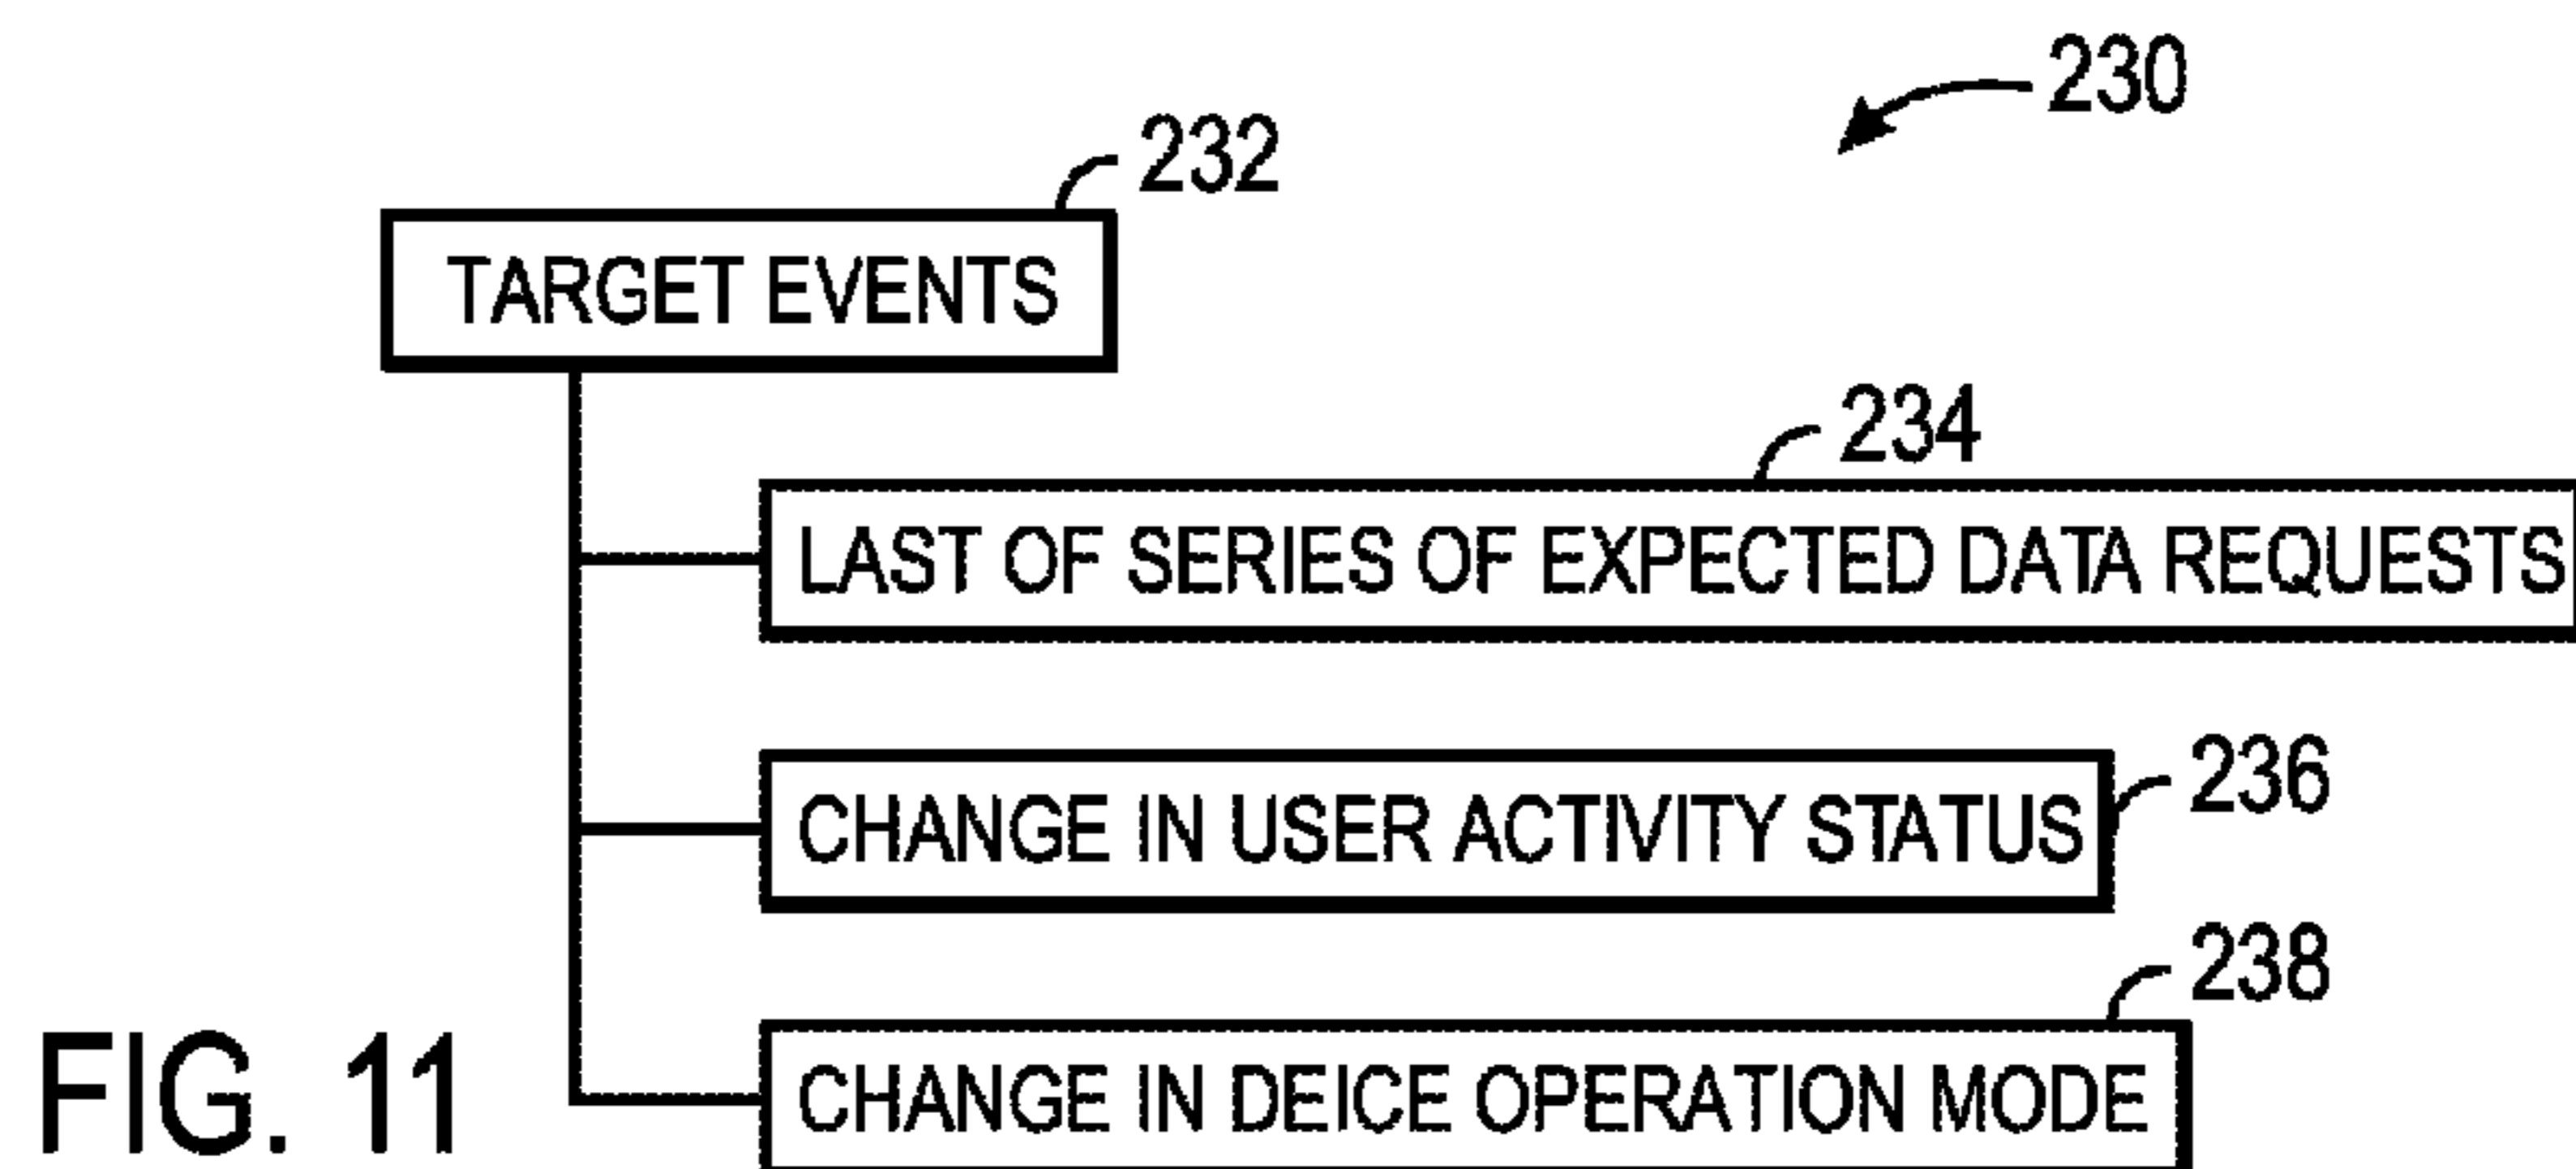 230
232
TARGET EVENTS
234
LAST OF SERIES OF EXPECTED DATA REQUESTS
236
CHANGE IN USER ACTIVITY STATUS
238
CHANGE IN DEICE OPERATION MODE
FIG. 11